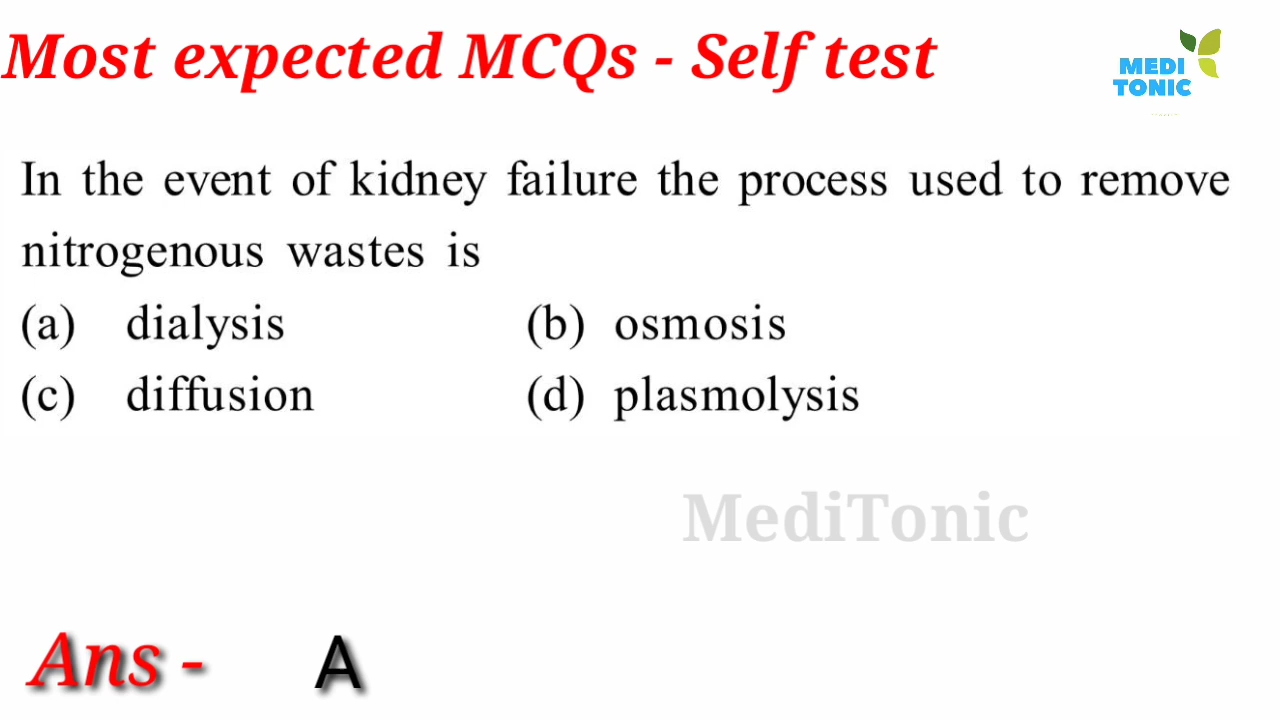 Most expected MCQs - Self test
MEDI
TONIC
In the event of kidney failure the process used to remove
nitrogenous wastes is
(a) dialysis (b) osmosis
(c) diffusion (d) plasmolysis
MediTonic
Ans - A